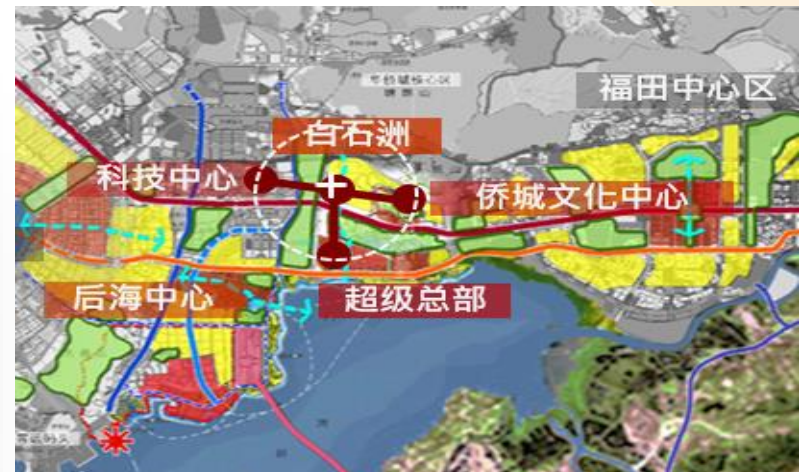 福田中心区
白石洲
科技中心
侨城文化中心
后海中心
超级总部